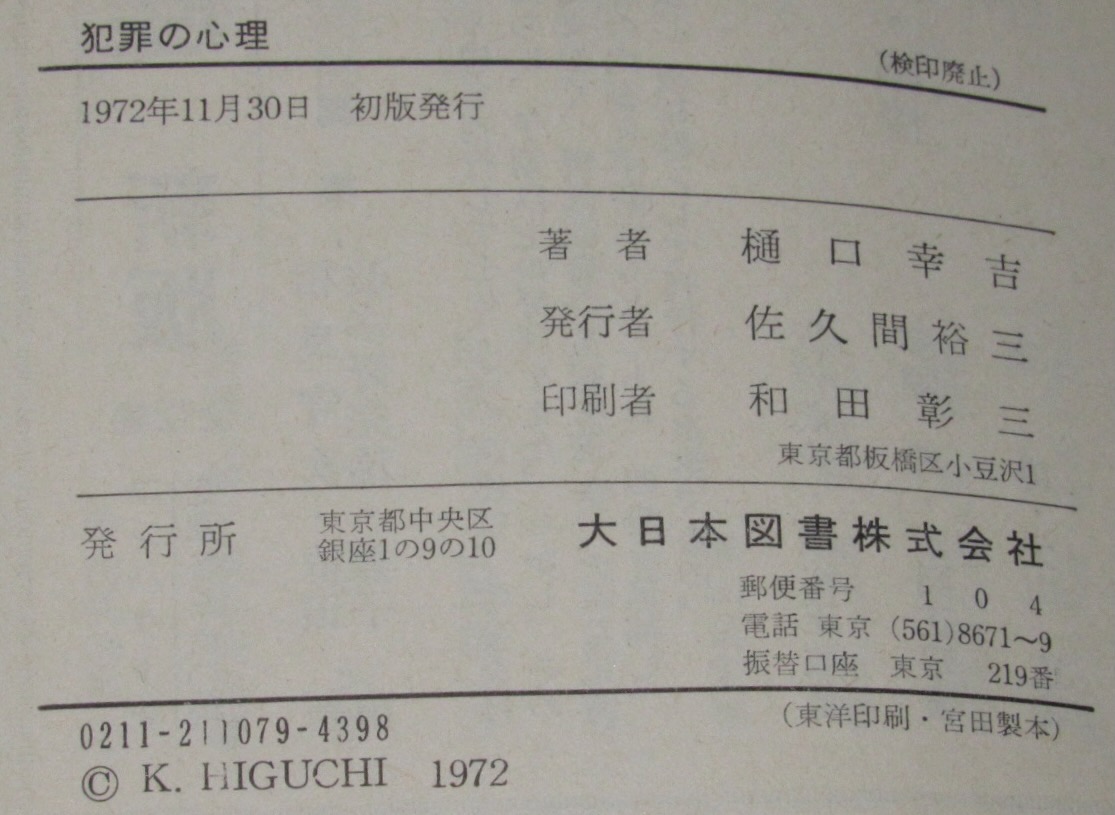 犯罪の心理
(検印廃止)
1972年11月30日 初版発行
著者 樋口幸吉
発行者 佐久間裕三
印刷者 和田彰三
東京都板橋区小豆沢1
発行所 東京都中央区
銀座1の9の10
大日本図書株式会社
郵便番号 104
電話 東京 (561)8671〜9
振替口座 東京 219番
(東洋印刷・宮田製本)
0211-211079-4398
© K. HIGUCHI 1972